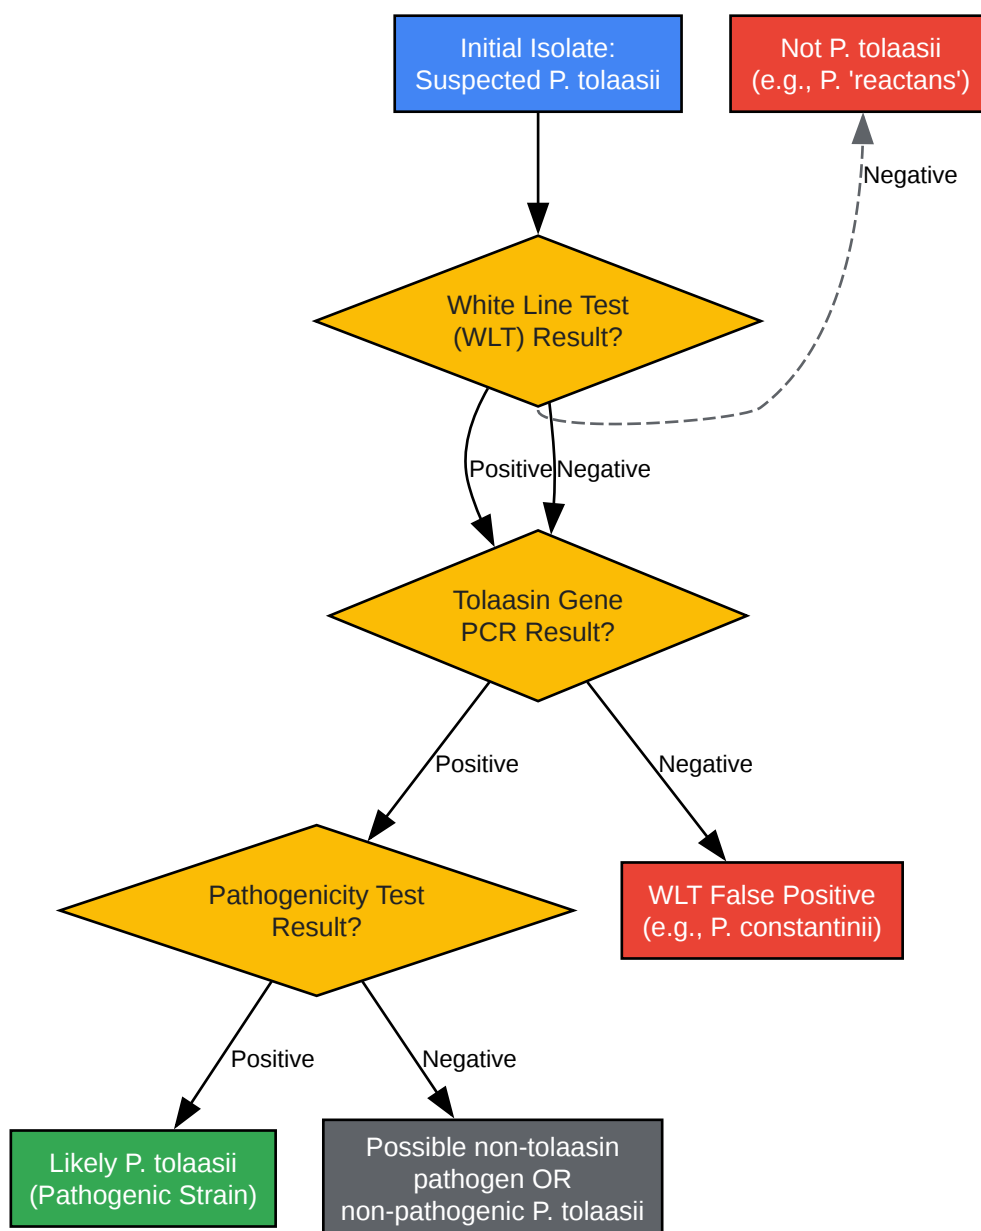 Initial Isolate:
Suspected P. tolaasii
Not P. tolaasii
(e.g., P. 'reactans')
Negative
White Line Test
(WLT) Result?
Positive
Negative
Tolaasin Gene
PCR Result?
Positive
Negative
Pathogenicity Test
Result?
WLT False Positive
(e.g., P. constantinii)
Positive
Negative
Likely P. tolaasii
(Pathogenic Strain)
Possible non-tolaasin
pathogen OR
non-pathogenic P. tolaasii